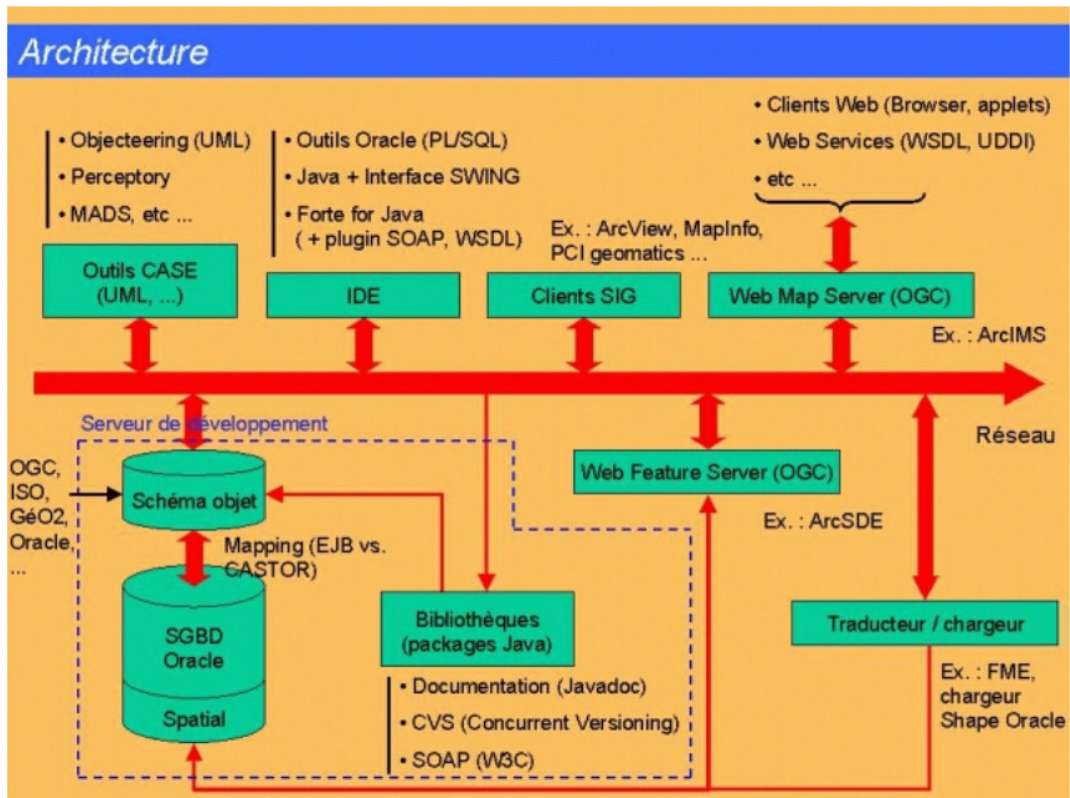 Architecture
• Objecteering (UML)
• Perceptory
• MADS, etc ...
• Outils Oracle (PL/SQL)
• Java + Interface SWING
• Forte for Java
( + plugin SOAP, WSDL)
• Clients Web (Browser, applets)
• Web Services (WSDL, UDDI)
• etc ...
Ex. : ArcView, MapInfo,
PCI geomatics ...
Outils CASE
(UML, ...)
IDE
Clients SIG
Web Map Server (OGC)
Ex. : ArcIMS
Réseau
Serveur de développement
OGC,
ISO,
GéO2,
Oracle,
...
Schéma objet
Mapping (EJB vs.
CASTOR)
SGBD
Oracle
Spatial
Bibliothèques
(packages Java)
• Documentation (Javadoc)
• CVS (Concurrent Versioning)
• SOAP (W3C)
Web Feature Server (OGC)
Ex. : ArcSDE
Traducteur / chargeur
Ex. : FME,
chargeur
Shape Oracle